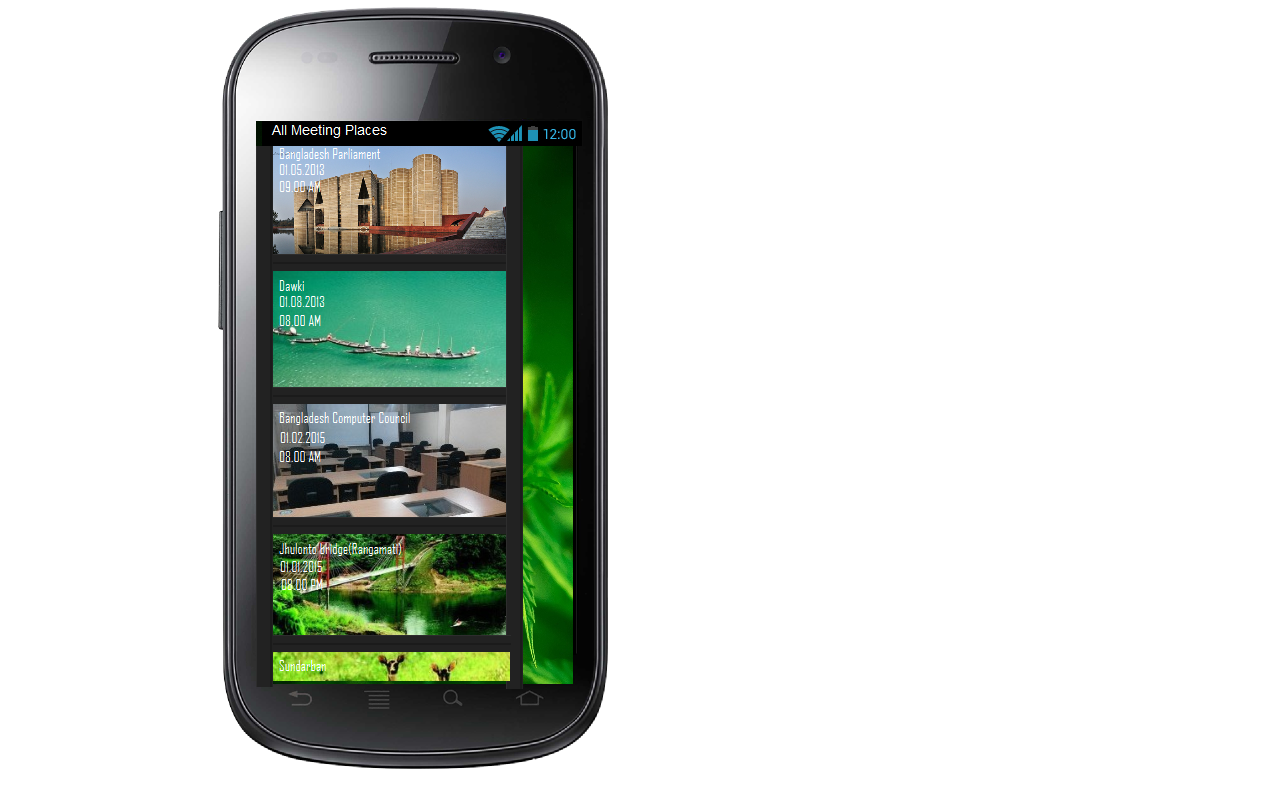 All Meeting Places 12:00
Bangladesh Parliament
01.05.2013
09.00 AM
Dawki
01.08.2013
08.00 AM
Bangladesh Computer Council
01.02.2015
08.00 AM
Jhulonto bridge(Rangamati)
01.01.2015
08.00 PM
Sundarban